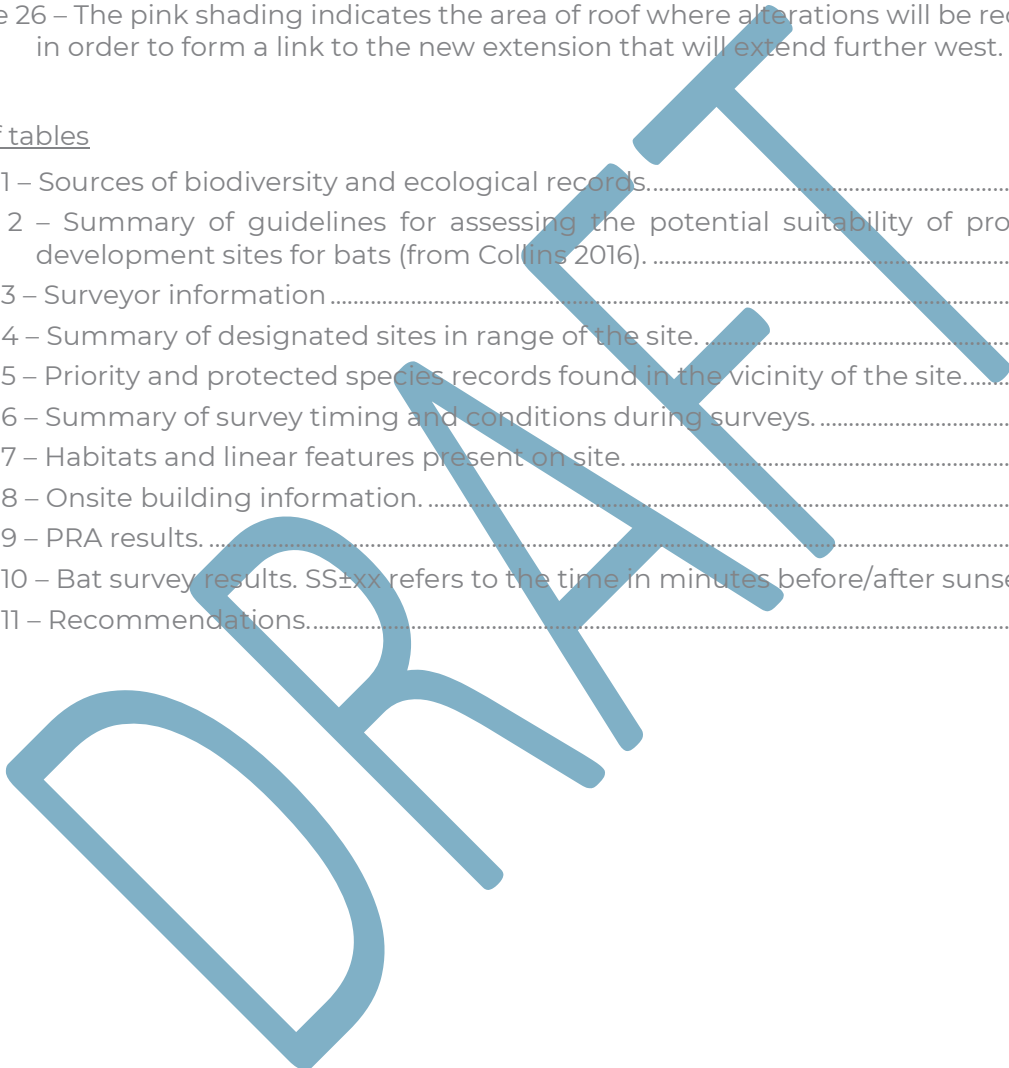 e 26 – The pink shading indicates the area of roof where alterations will be rec
in order to form a link to the new extension that will extend further west.
f tables
1 – Sources of biodiversity and ecological records.
2 – Summary of guidelines for assessing the potential suitability of pro
development sites for bats (from Collins 2016).
3 – Surveyor information
4 – Summary of designated sites in range of the site.
5 – Priority and protected species records found in the vicinity of the site.
6 – Summary of survey timing and conditions during surveys.
7 – Habitats and linear features present on site.
8 – Onsite building information.
9 – PRA results.
10 – Bat survey results. SS±xx refers to the time in minutes before/after sunse
11 – Recommendations.
DRAFT